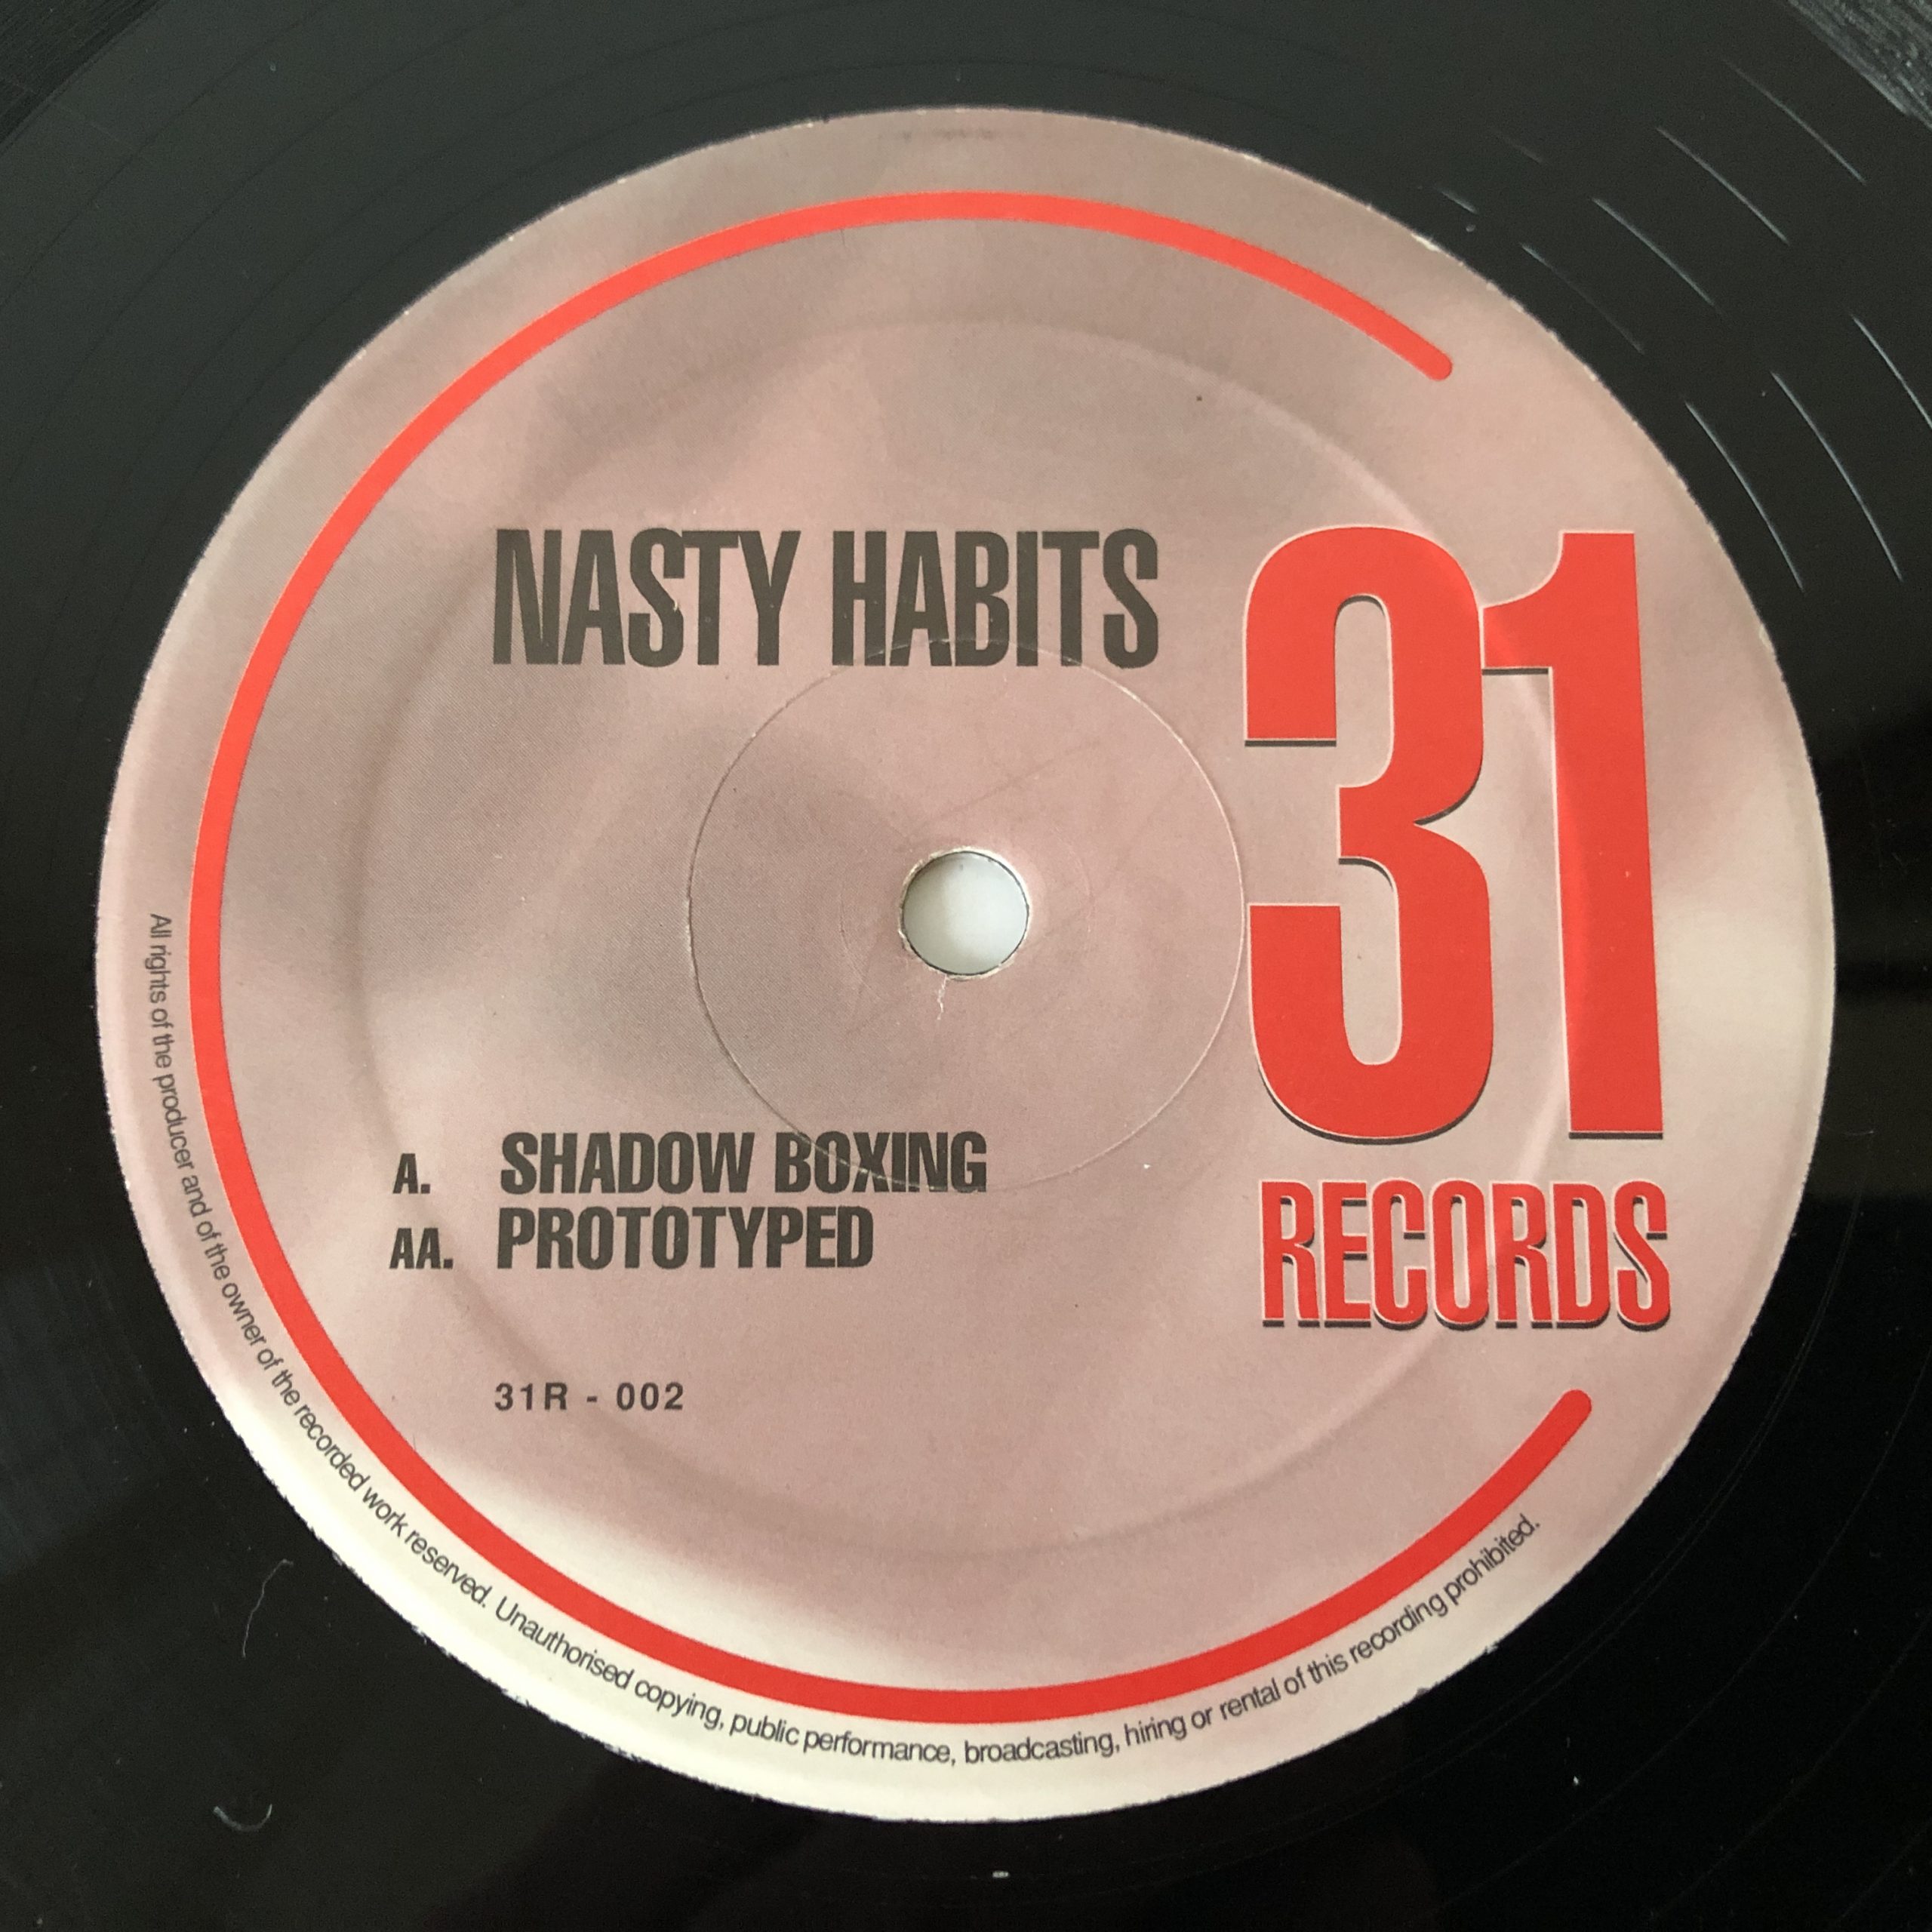 NASTY HABITS
31
RECORDS
A. SHADOW BOXING
AA. PROTOTYPED
31R - 002
All rights of the producer and of the owner of the recorded work reserved. Unauthorised copying, public performance, broadcasting, hiring or rental of this recording prohibited.